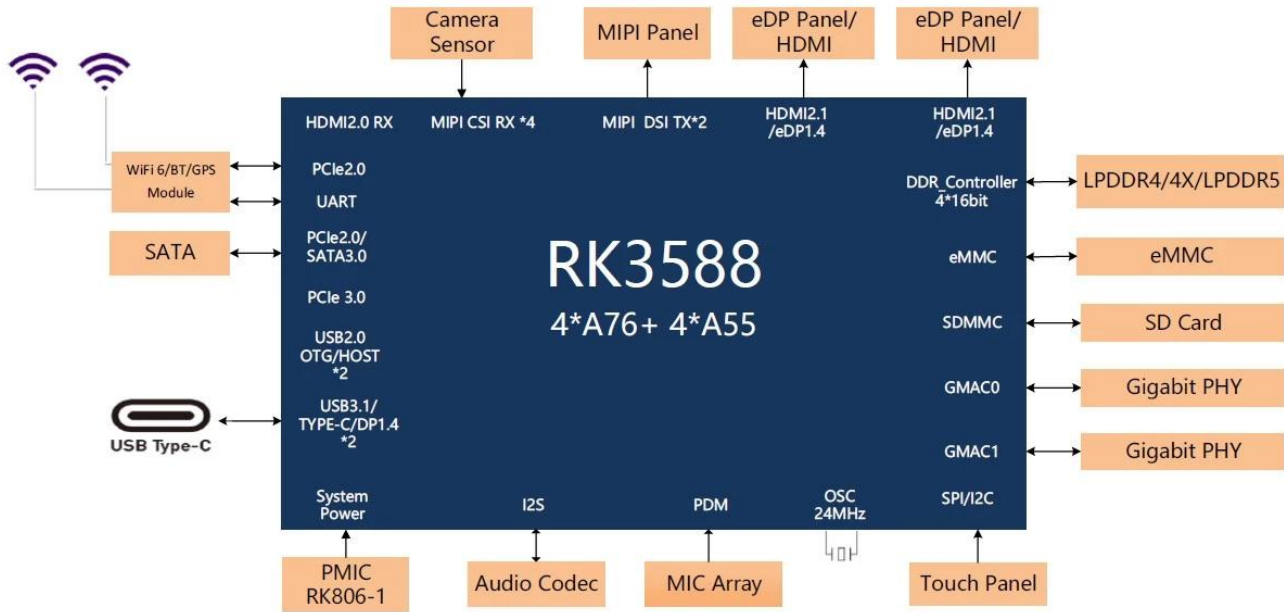 Camera
Sensor
MIPI Panel
eDP Panel/
HDMI
eDP Panel/
HDMI
HDMI2.0 RX
MIPI CSI RX *4
MIPI DSI TX*2
HDMI2.1
/eDP1.4
HDMI2.1
/eDP1.4
WiFi 6/BT/GPS
Module
PCIe2.0
UART
DDR_Controller
4*16bit
LPDDR4/4X/LPDDR5
SATA
PCIe2.0/
SATA3.0
RK3588
4*A76+ 4*A55
eMMC
eMMC
PCIe 3.0
SDMMC
SD Card
USB2.0
OTG/HOST
*2
GMAC0
Gigabit PHY
USB Type-C
USB3.1/
TYPE-C/DP1.4
*2
GMAC1
Gigabit PHY
System
Power
I2S
PDM
OSC
24MHz
SPI/I2C
PMIC
RK806-1
Audio Codec
MIC Array
Touch Panel